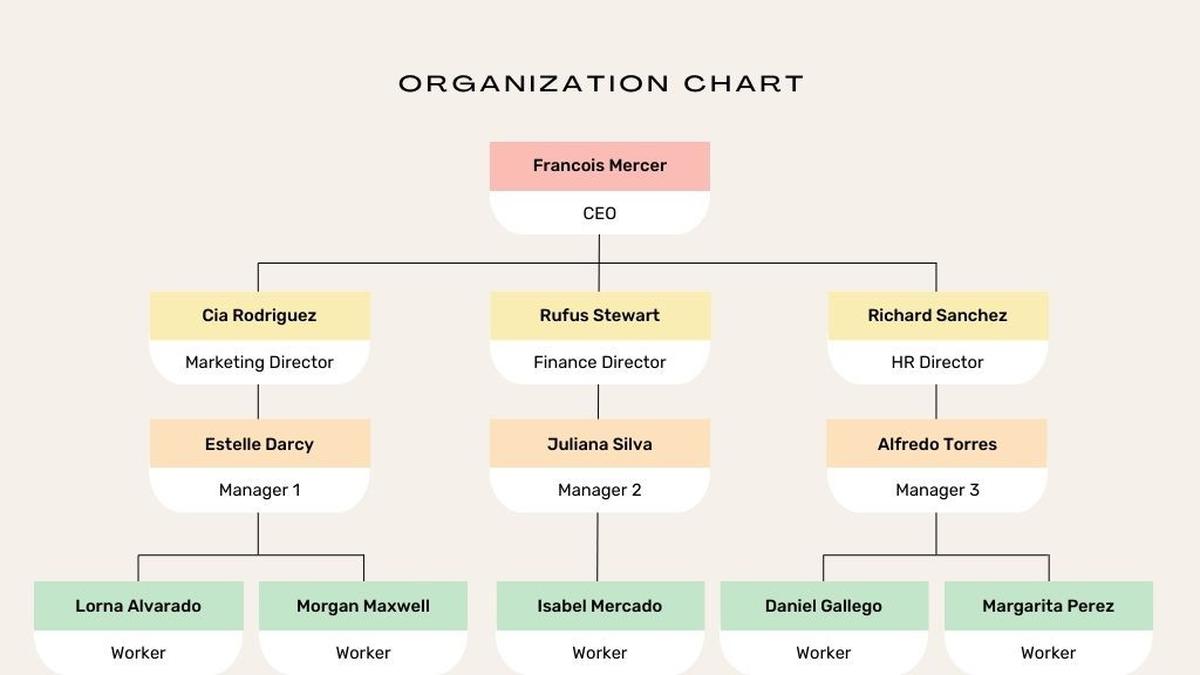 ORGANIZATION CHART
Francois Mercer
CEO
Cia Rodriguez
Marketing Director
Rufus Stewart
Finance Director
Richard Sanchez
HR Director
Estelle Darcy
Manager 1
Juliana Silva
Manager 2
Alfredo Torres
Manager 3
Lorna Alvarado
Worker
Morgan Maxwell
Worker
Isabel Mercado
Worker
Daniel Gallego
Worker
Margarita Perez
Worker